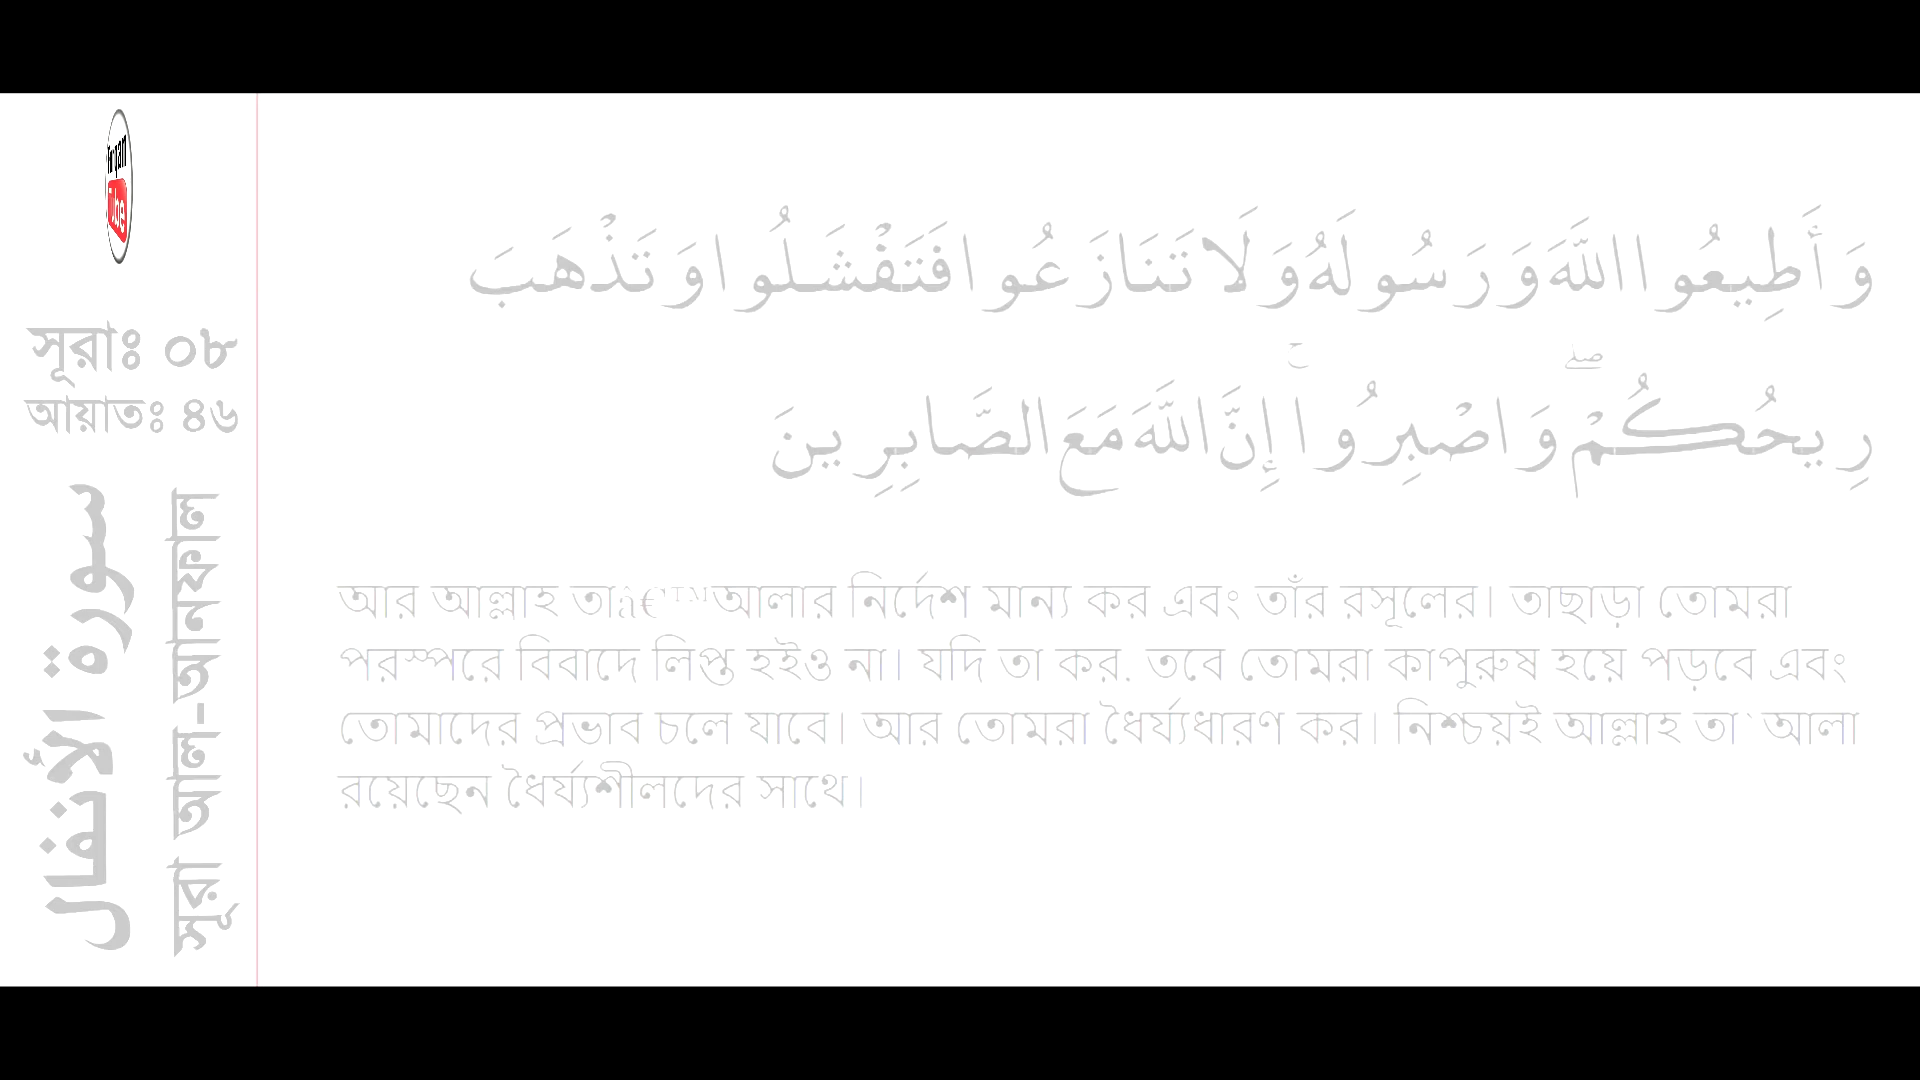 Furqan
Tube
সূরাঃ ০৮
আয়াতঃ ৪৬
سورة الأنفال
সূরা আল-আনফাল
وَأَطِيعُوا اللَّهَ وَرَسُولَهُ وَلَا تَنَازَعُوا فَتَفْشَلُوا وَتَذْهَبَ
رِيحُكُمْ ۖ وَاصْبِرُوا ۚ إِنَّ اللَّهَ مَعَ الصَّابِرِينَ
আর আল্লাহ তা’আলার নির্দেশ মান্য কর এবং তাঁর রসূলের। তাছাড়া তোমরা
পরস্পরে বিবাদে লিপ্ত হইও না। যদি তা কর. তবে তোমরা কাপুরুষ হয়ে পড়বে এবং
তোমাদের প্রভাব চলে যাবে। আর তোমরা ধৈর্য্যধারণ কর। নিশ্চয়ই আল্লাহ তা`আলা
রয়েছেন ধৈর্য্যশীলদের সাথে।